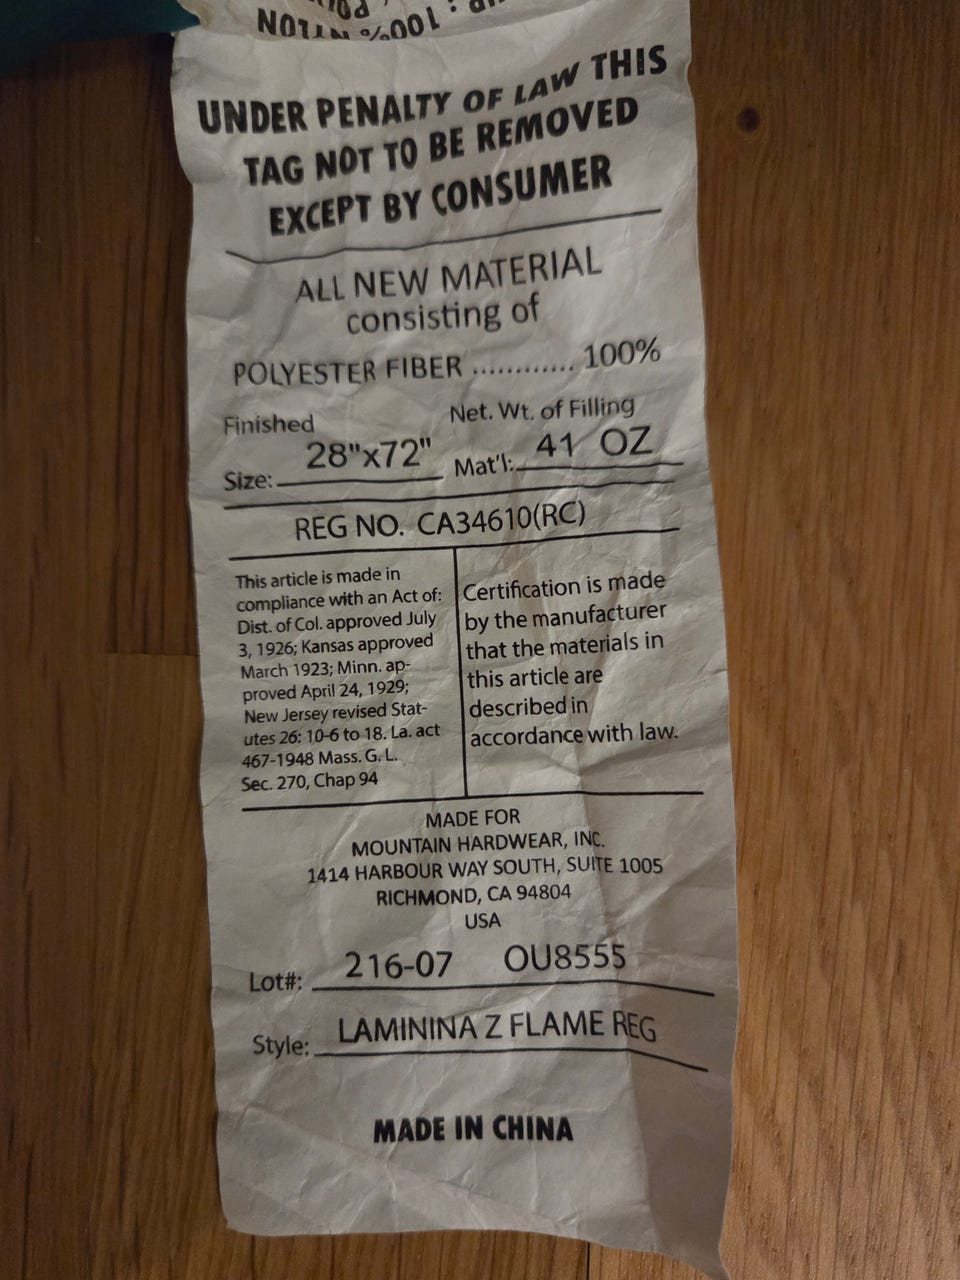 100% NYLON
UNDER PENALTY OF LAW THIS
TAG NOT TO BE REMOVED
EXCEPT BY CONSUMER
ALL NEW MATERIAL
consisting of
POLYESTER FIBER ............ 100%
Finished Size: 28"x72" Net. Wt. of Filling Mat'l: 41 OZ
REG NO. CA34610(RC)
This article is made in
compliance with an Act of:
Dist. of Col. approved July
3, 1926; Kansas approved
March 1923; Minn. ap-
proved April 24, 1929;
New Jersey revised Stat-
utes 26: 10-6 to 18. La. act
467-1948 Mass. G. L.
Sec. 270, Chap 94
Certification is made
by the manufacturer
that the materials in
this article are
described in
accordance with law.
MADE FOR
MOUNTAIN HARDWEAR, INC.
1414 HARBOUR WAY SOUTH, SUITE 1005
RICHMOND, CA 94804
USA
Lot#: 216-07 OU8555
Style: LAMININA Z FLAME REG
MADE IN CHINA